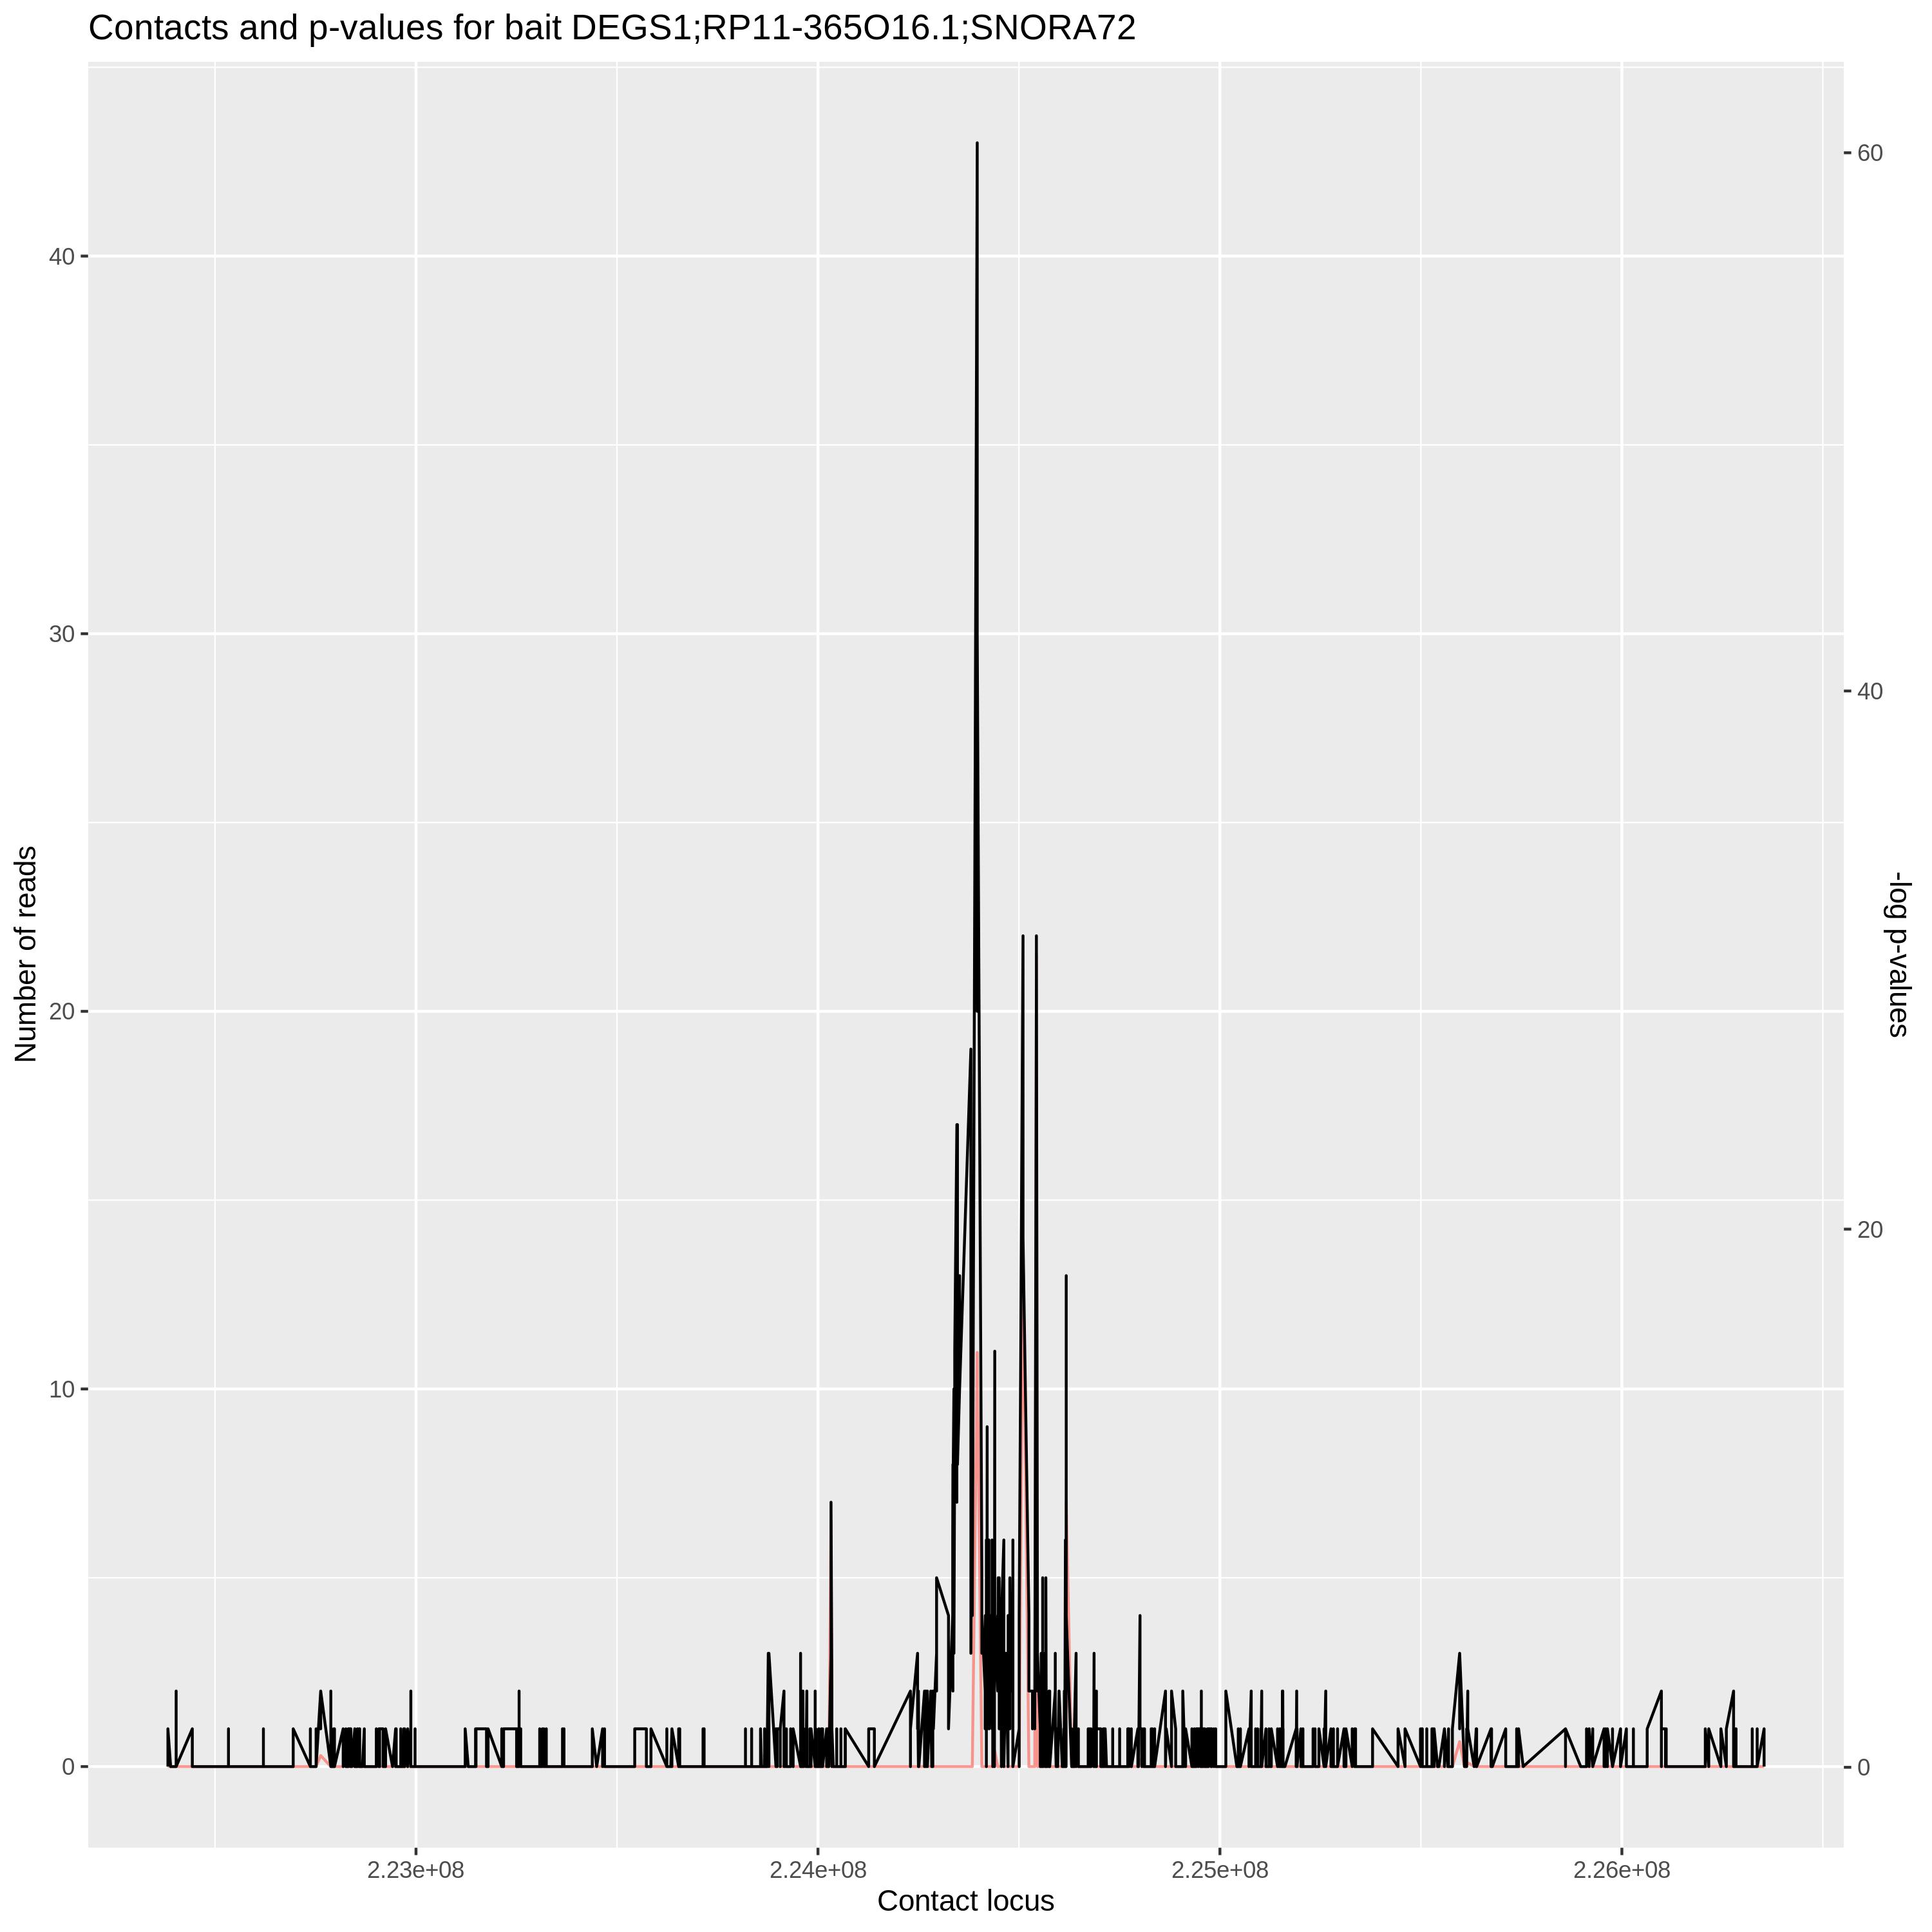 Contacts and p-values for bait DEGS1;RP11-365O16.1;SNORA72
60
40
40
30
20
20
10
0
0
Number of reads
-log p-values
2.23e+08
2.24e+08
2.25e+08
2.26e+08
Contact locus